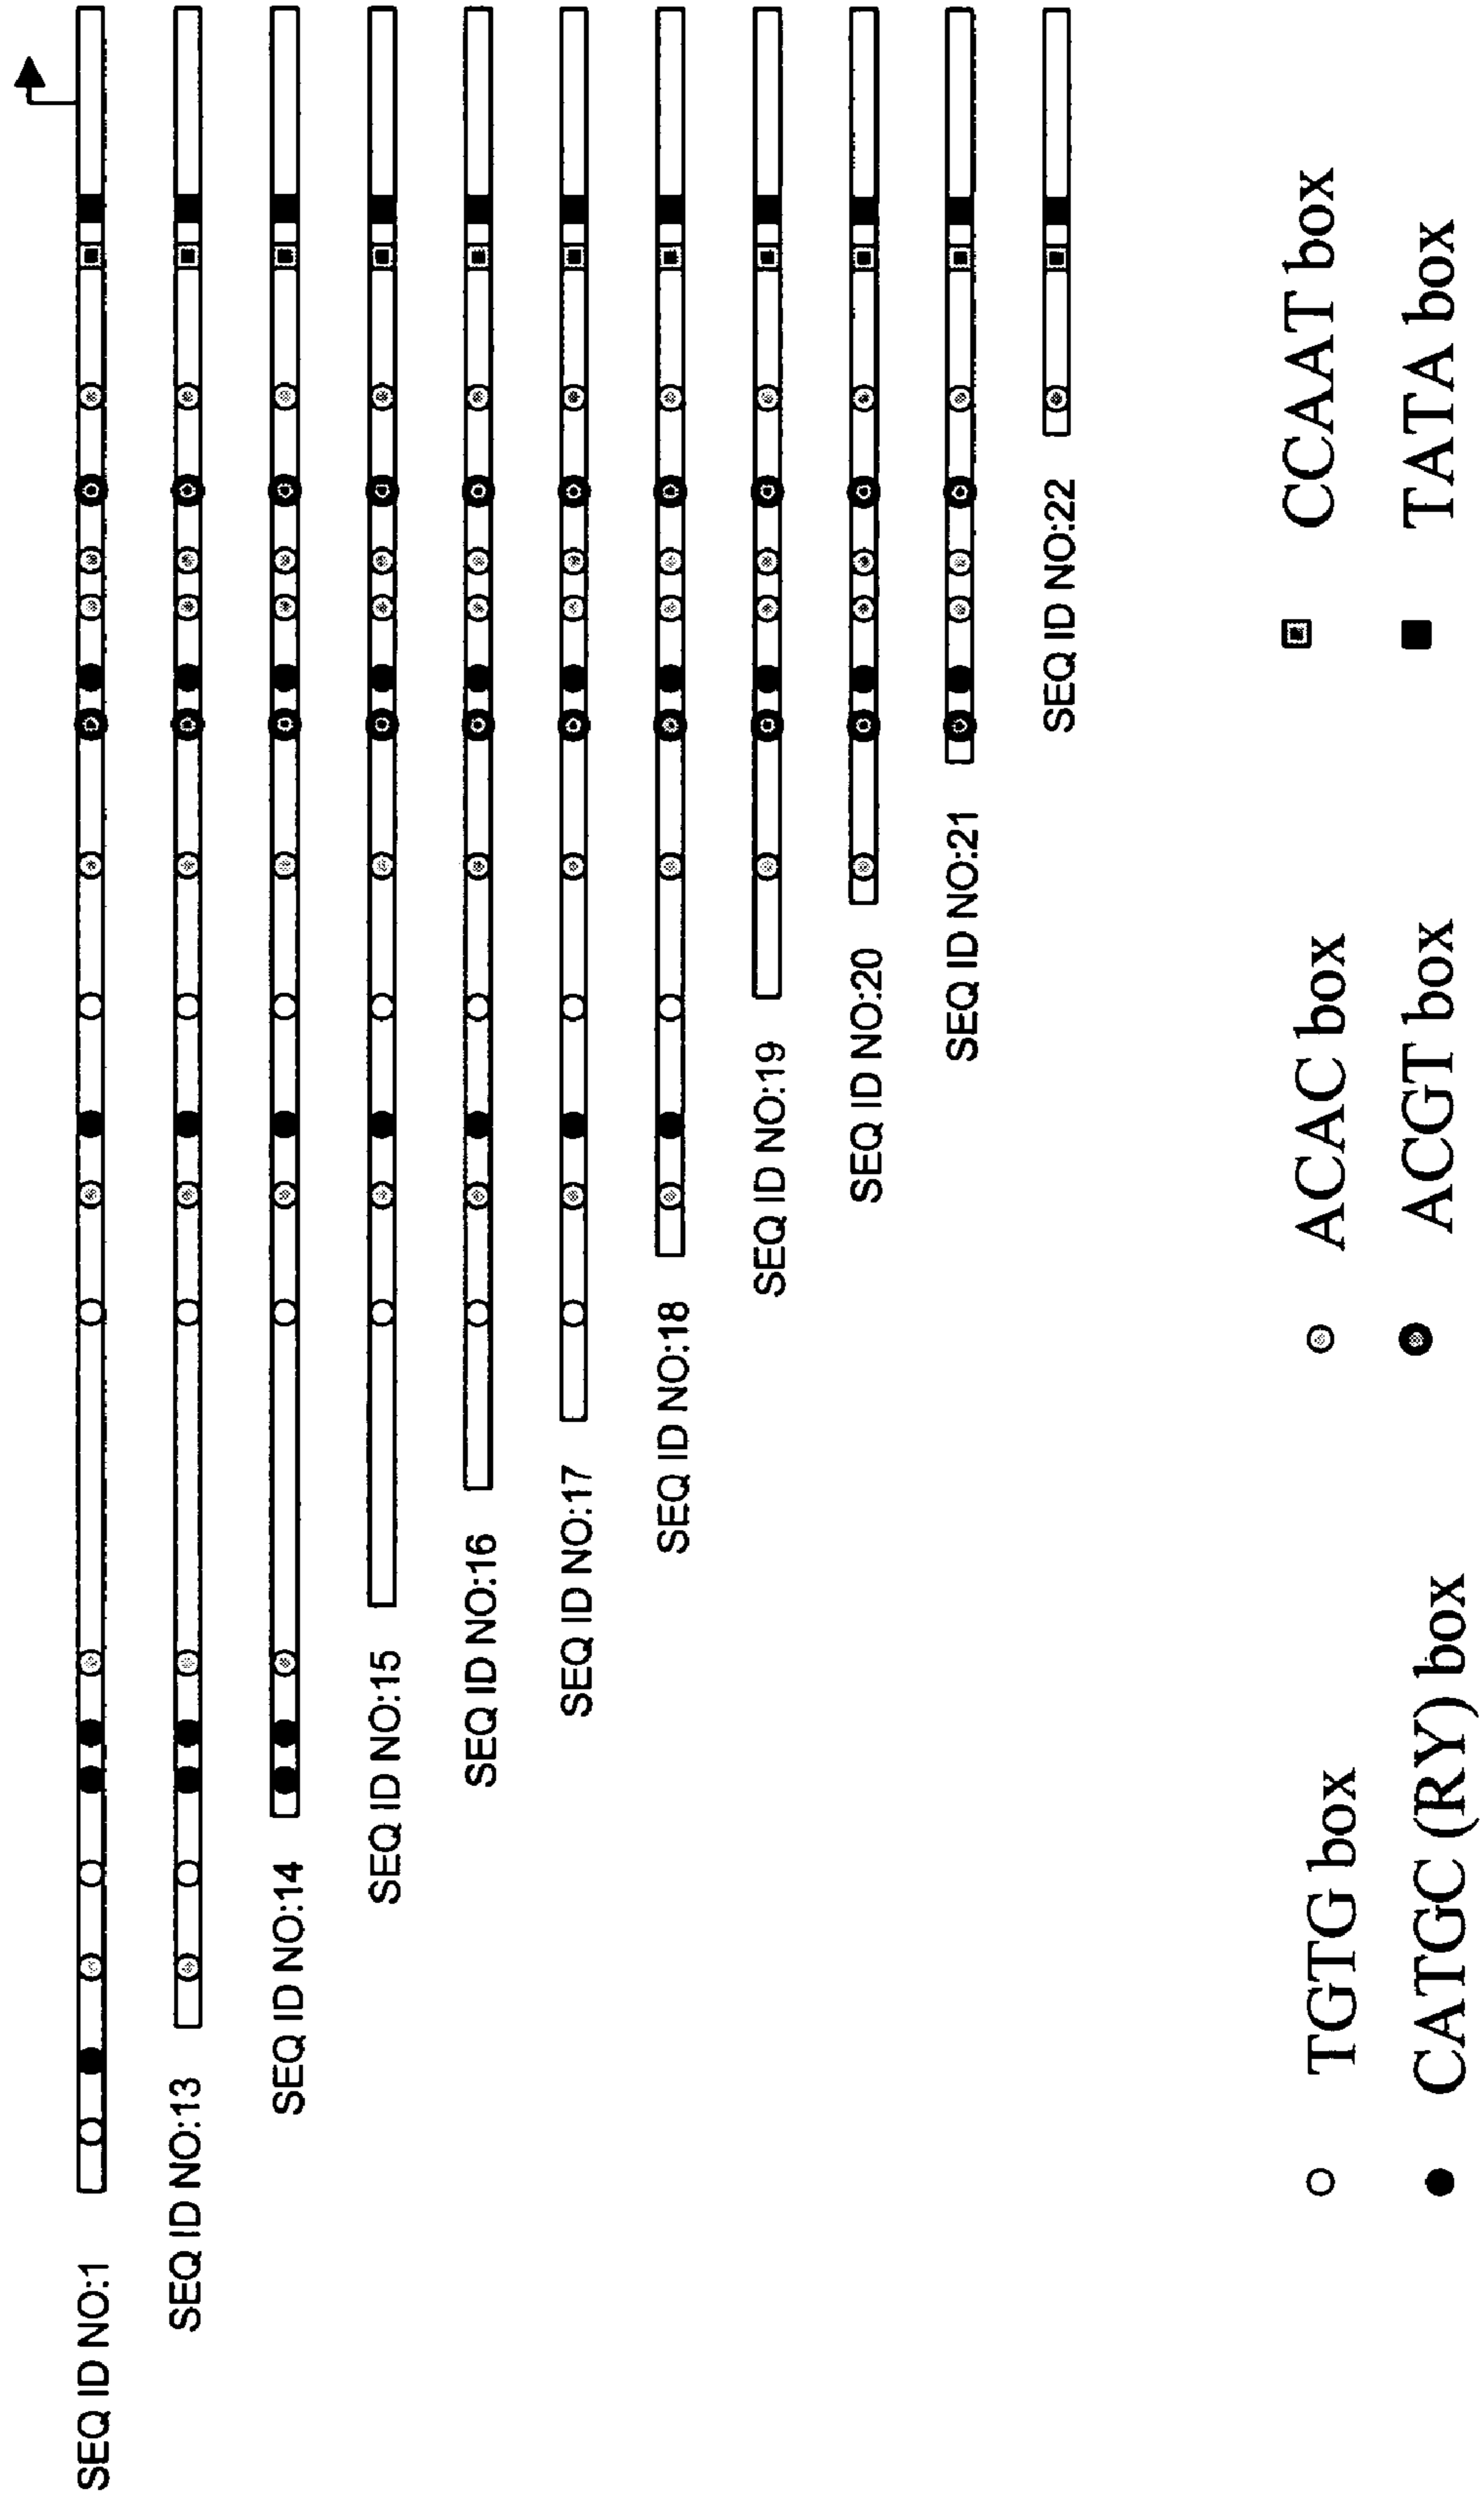 SEQ ID NO:1
SEQ ID NO:13
SEQ ID NO:14
SEQ ID NO:15
SEQ ID NO:16
SEQ ID NO:17
SEQ ID NO:18
SEQ ID NO:19
SEQ ID NO:20
SEQ ID NO:21
SEQ ID NO:22
TGTG box
ACAC box
CCAAT box
CATGC (RY) box
ACGT box
TATA box